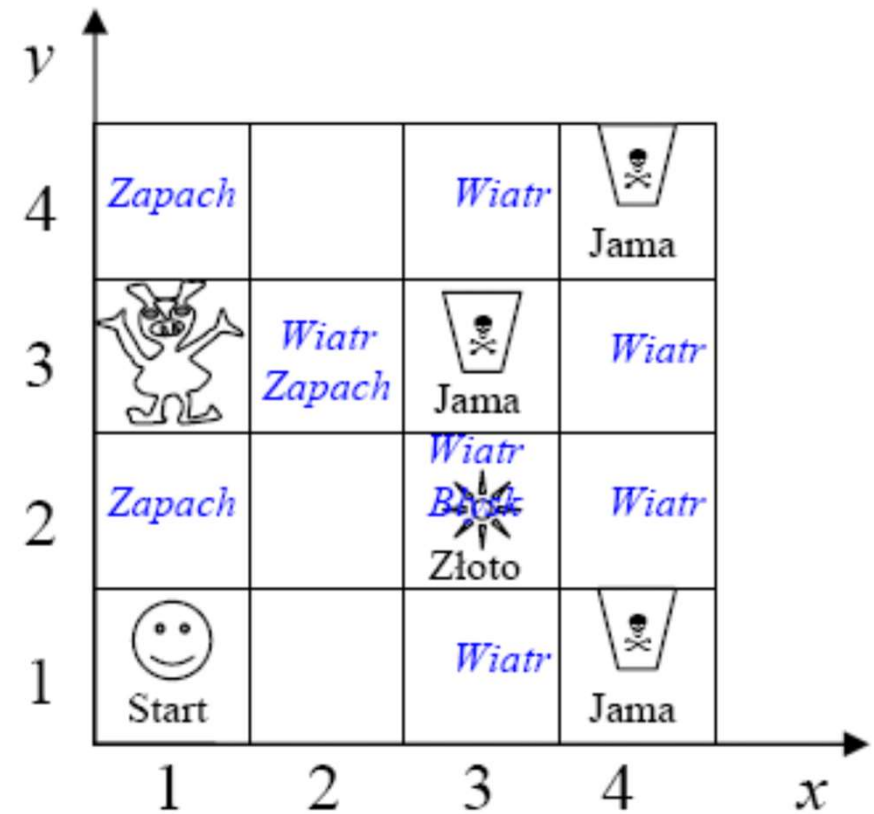 y
4
Zapach
Wiatr
Jama
3
Wiatr
Zapach
Jama
Wiatr
2
Zapach
Wiatr
Błysk
Złoto
Wiatr
1
Start
Wiatr
Jama
1 2 3 4 x